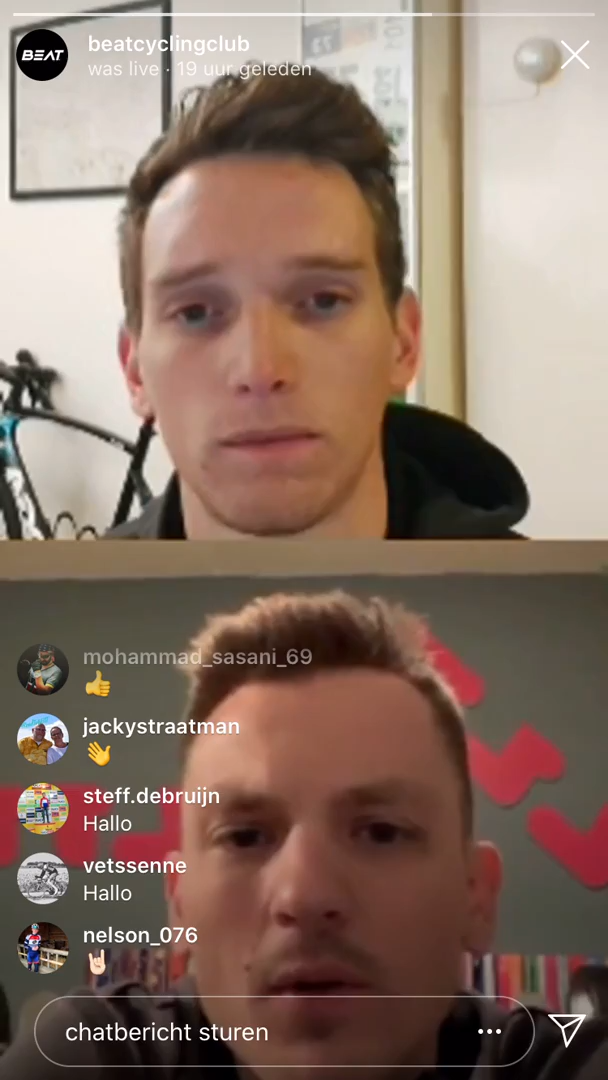 BEAT
beatcyclingclub
was live · 19 uur geleden
mohammad_sasani_69
👍
jackystraatman
👋
steff.debruijn
Hallo
vetssenne
Hallo
nelson_076
🤘🏻
chatbericht sturen